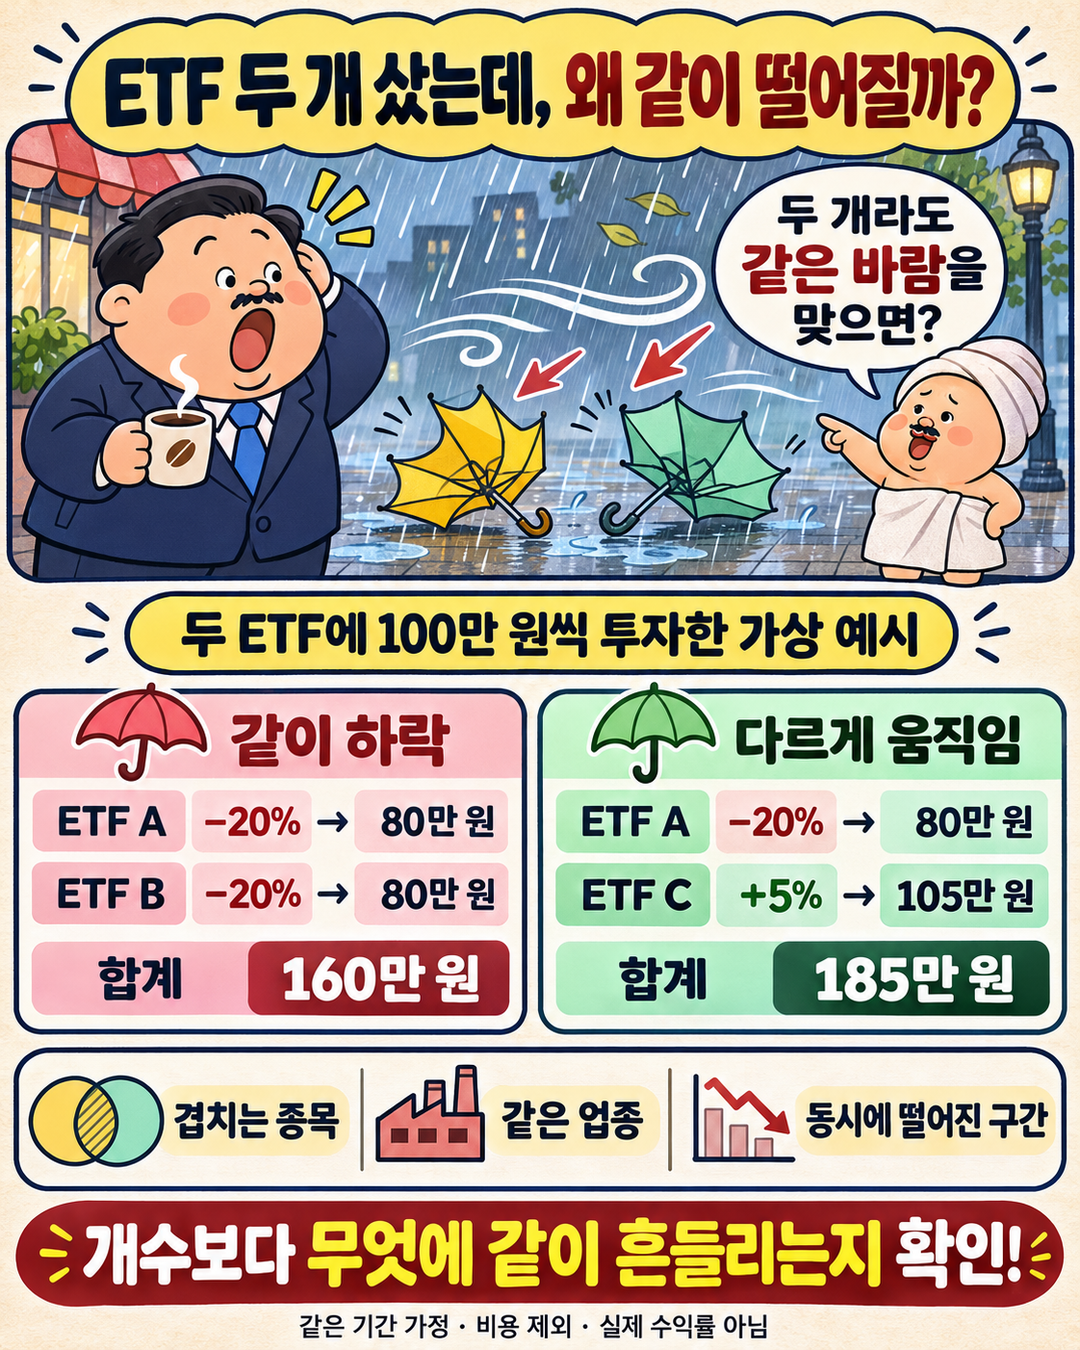 ETF 두 개 샀는데, 왜 같이 떨어질까?
두 개라도
같은 바람을
맞으면?
두 ETF에 100만 원씩 투자한 가상 예시
같이 하락
ETF A −20% → 80만 원
ETF B −20% → 80만 원
합계 160만 원
다르게 움직임
ETF A −20% → 80만 원
ETF C +5% → 105만 원
합계 185만 원
겹치는 종목
같은 업종
동시에 떨어진 구간
개수보다 무엇에 같이 흔들리는지 확인!
같은 기간 가정 · 비용 제외 · 실제 수익률 아님